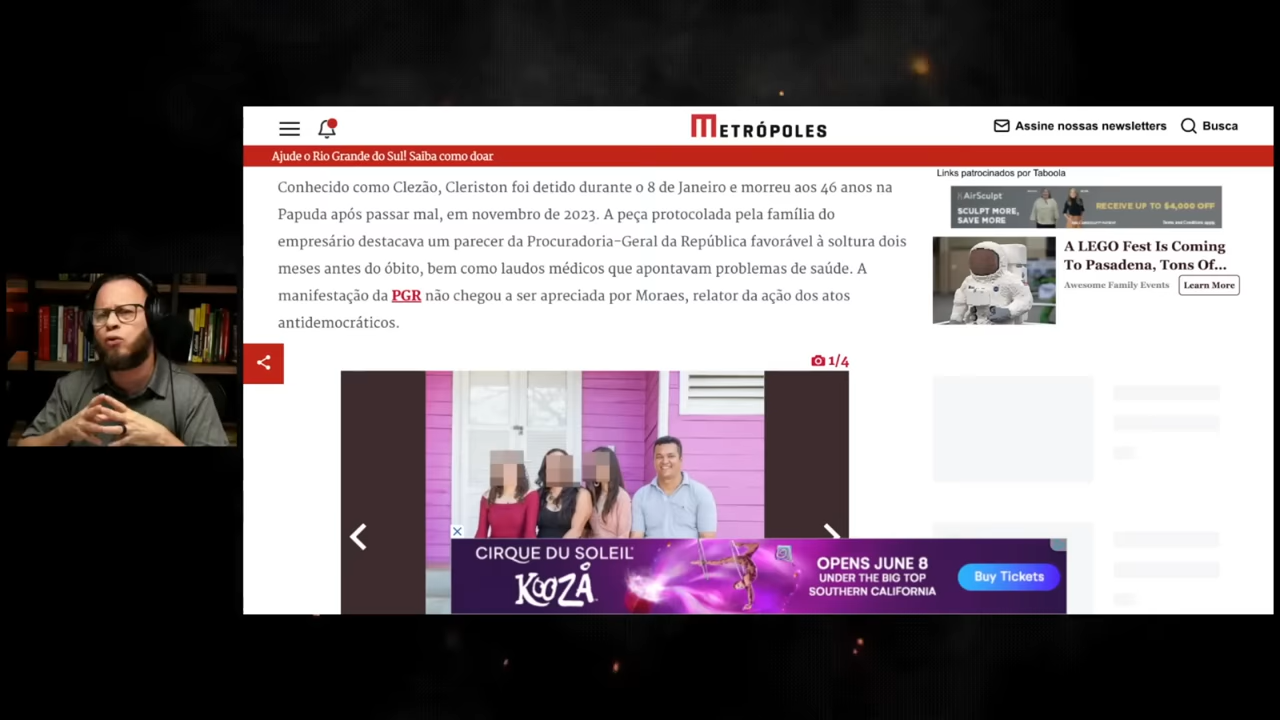 METRÓPOLES
Assine nossas newsletters
Busca
Ajude o Rio Grande do Sul! Saiba como doar
Conhecido como Clezão, Cleriston foi detido durante o 8 de Janeiro e morreu aos 46 anos na
Papuda após passar mal, em novembro de 2023. A peça protocolada pela família do
empresário destacava um parecer da Procuradoria-Geral da República favorável à soltura dois
meses antes do óbito, bem como laudos médicos que apontavam problemas de saúde. A
manifestação da PGR não chegou a ser apreciada por Moraes, relator da ação dos atos
antidemocráticos.
1/4
Links patrocinados por Taboola
AirSculpt
SCULPT MORE,
SAVE MORE
RECEIVE UP TO $4,000 OFF
A LEGO Fest Is Coming
To Pasadena, Tons Of...
Awesome Family Events
Learn More
CIRQUE DU SOLEIL
KOOZÅ
OPENS JUNE 8
UNDER THE BIG TOP
SOUTHERN CALIFORNIA
Buy Tickets